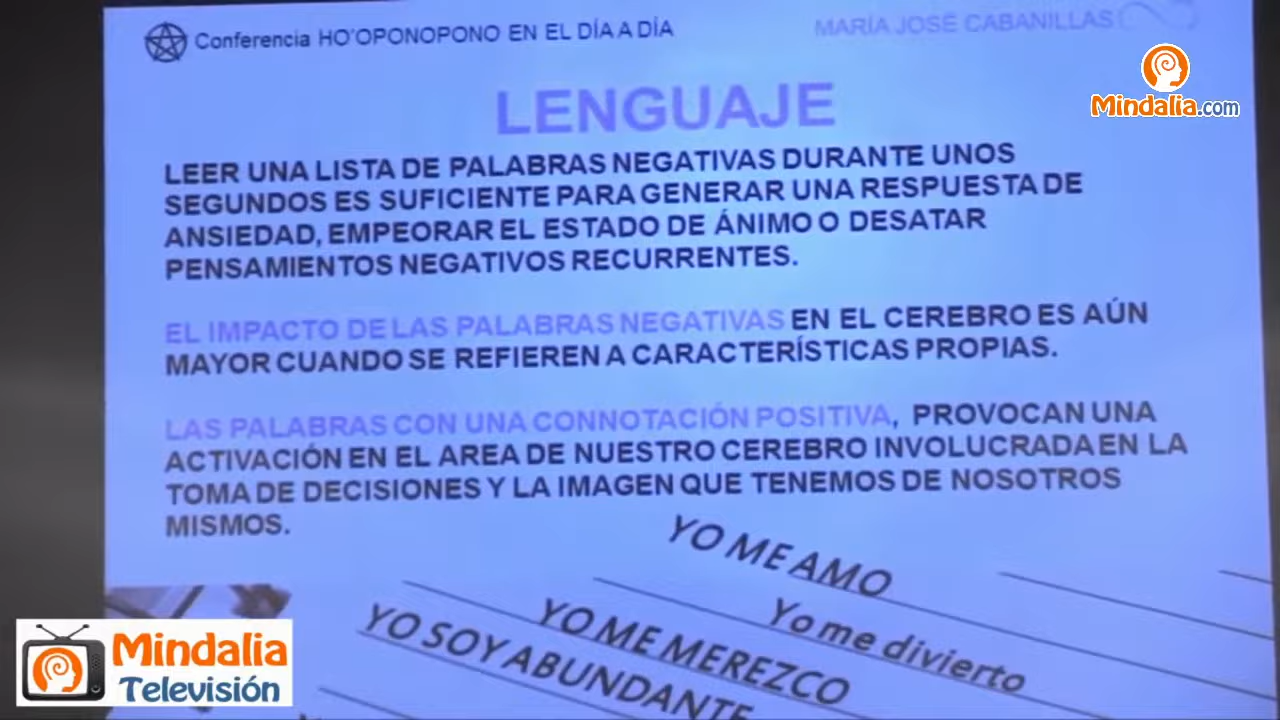 Conferencia HO'OPONOPONO EN EL DÍA A DÍA
MARÍA JOSÉ CABANILLAS
Mindalia.com
LENGUAJE
LEER UNA LISTA DE PALABRAS NEGATIVAS DURANTE UNOS
SEGUNDOS ES SUFICIENTE PARA GENERAR UNA RESPUESTA DE
ANSIEDAD, EMPEORAR EL ESTADO DE ÁNIMO O DESATAR
PENSAMIENTOS NEGATIVOS RECURRENTES.
EL IMPACTO DE LAS PALABRAS NEGATIVAS EN EL CEREBRO ES AÚN
MAYOR CUANDO SE REFIEREN A CARACTERÍSTICAS PROPIAS.
LAS PALABRAS CON UNA CONNOTACIÓN POSITIVA, PROVOCAN UNA
ACTIVACIÓN EN EL AREA DE NUESTRO CEREBRO INVOLUCRADA EN LA
TOMA DE DECISIONES Y LA IMAGEN QUE TENEMOS DE NOSOTROS
MISMOS.
YO ME AMO
Yo me divierto
YO ME MEREZCO
YO SOY ABUNDANTE
Mindalia
Televisión